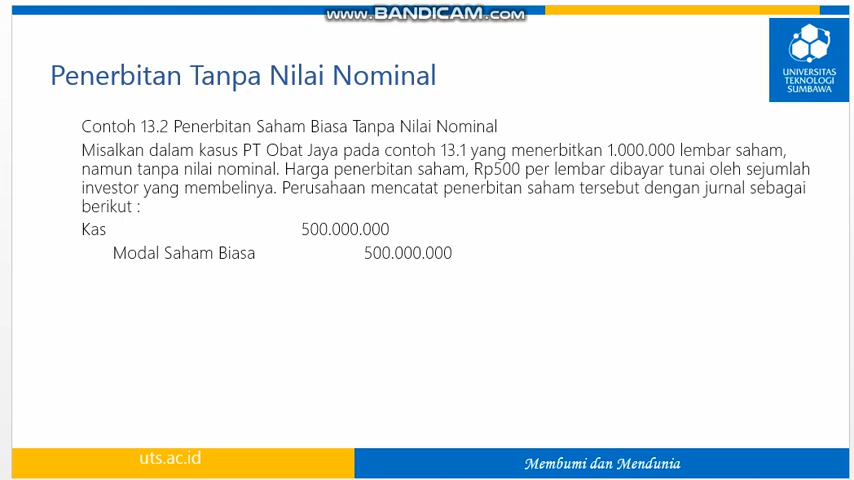 www.BANDICAM.com
UNIVERSITAS
TEKNOLOGI
SUMBAWA
Penerbitan Tanpa Nilai Nominal
Contoh 13.2 Penerbitan Saham Biasa Tanpa Nilai Nominal
Misalkan dalam kasus PT Obat Jaya pada contoh 13.1 yang menerbitkan 1.000.000 lembar saham,
namun tanpa nilai nominal. Harga penerbitan saham, Rp500 per lembar dibayar tunai oleh sejumlah
investor yang membelinya. Perusahaan mencatat penerbitan saham tersebut dengan jurnal sebagai
berikut :
Kas 500.000.000
Modal Saham Biasa 500.000.000
uts.ac.id
Membumi dan Mendunia